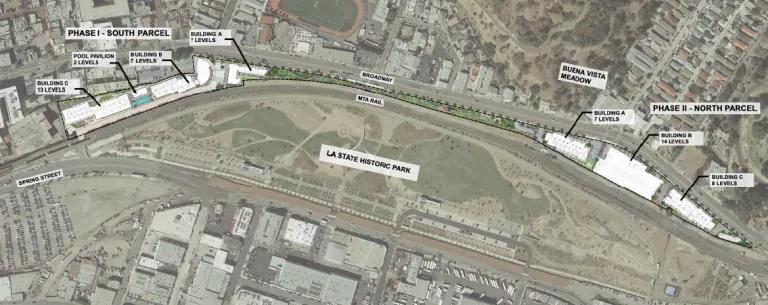 PHASE I - SOUTH PARCEL
BUILDING A
7 LEVELS
POOL PAVILION
2 LEVELS
BUILDING B
7 LEVELS
BUILDING C
13 LEVELS
BROADWAY
MTA RAIL
BUENA VISTA
MEADOW
PHASE II - NORTH PARCEL
BUILDING A
7 LEVELS
BUILDING B
14 LEVELS
BUILDING C
8 LEVELS
LA STATE HISTORIC PARK
SPRING STREET